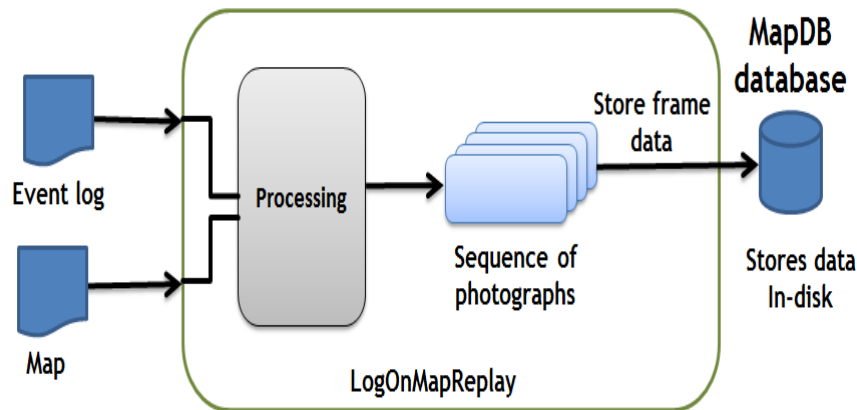 MapDB
database
Store frame
data
Event log
Processing
Sequence of
photographs
Stores data
In-disk
Map
LogOnMapReplay